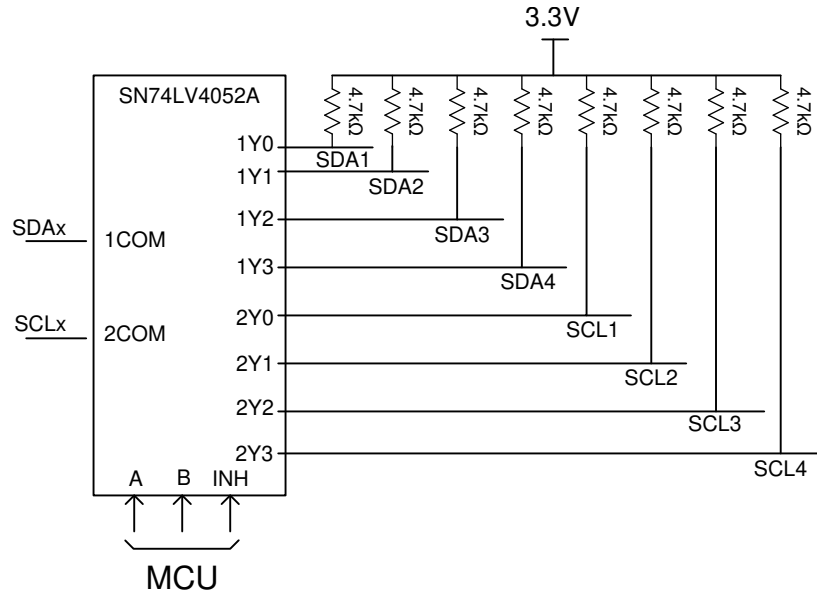 3.3V
SN74LV4052A
4.7kΩ
4.7kΩ
4.7kΩ
4.7kΩ
4.7kΩ
4.7kΩ
4.7kΩ
4.7kΩ
1Y0
SDA1
1Y1
SDA2
1Y2
SDA3
SDAx
1COM
1Y3
SDA4
2Y0
SCL1
SCLx
2COM
2Y1
SCL2
2Y2
SCL3
2Y3
SCL4
A B INH
MCU